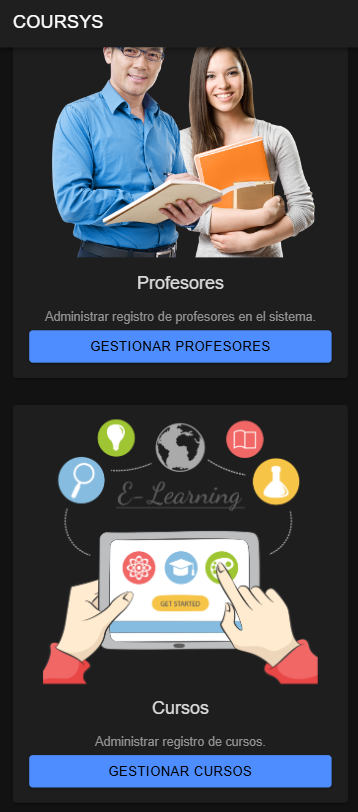 COURSYS
Profesores
Administrar registro de profesores en el sistema.
GESTIONAR PROFESORES
E-Learning
GET STARTED
Cursos
Administrar registro de cursos.
GESTIONAR CURSOS